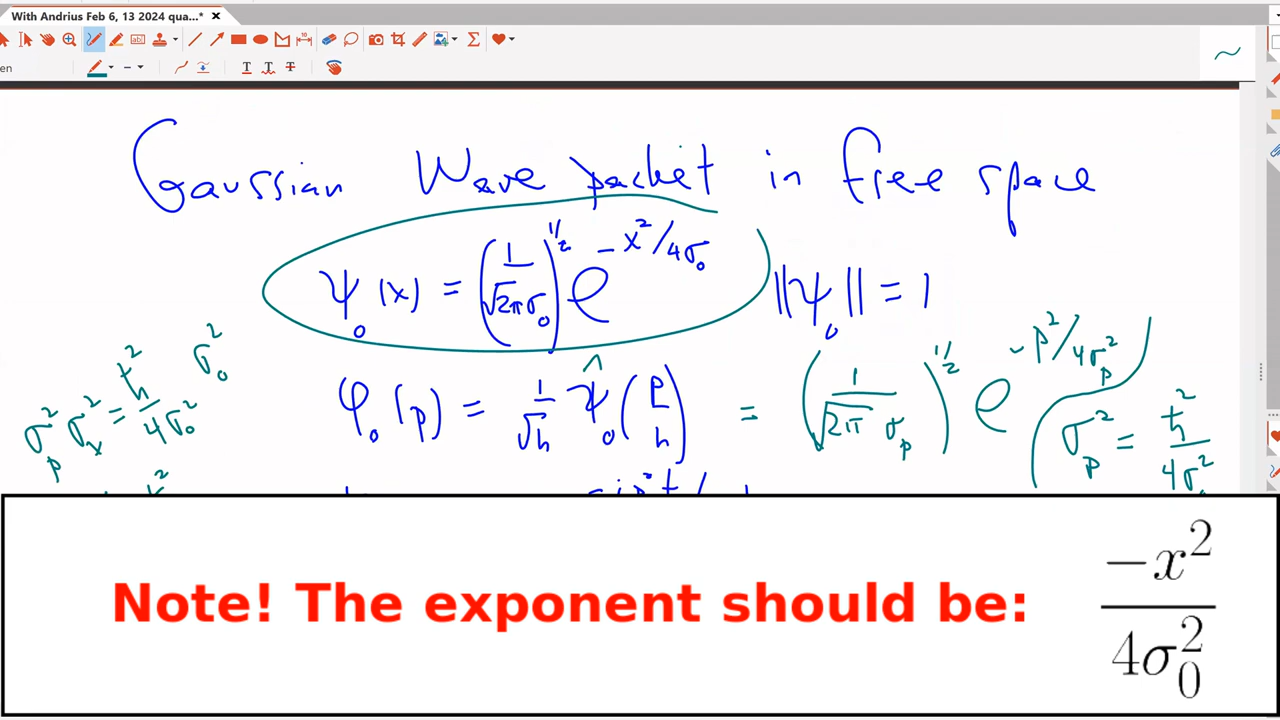 With Andrius Feb 6, 13 2024 qua...* ×
en
Gaussian Wave packet in free space
ψ₀(x) = (1/√2π σ₀)^1/2 e^-x²/4σ₀ ||ψ₀|| = 1
σ_p² σ_x² = ħ²/4σ₀² σ₀²
φ₀(p) = 1/√h ψ̂₀(p/h) = (1/√2π σ_p)^1/2 e^-p²/4σ_p²
σ_p² = ħ²/4σ₀²
Note! The exponent should be: -x²/4σ₀²